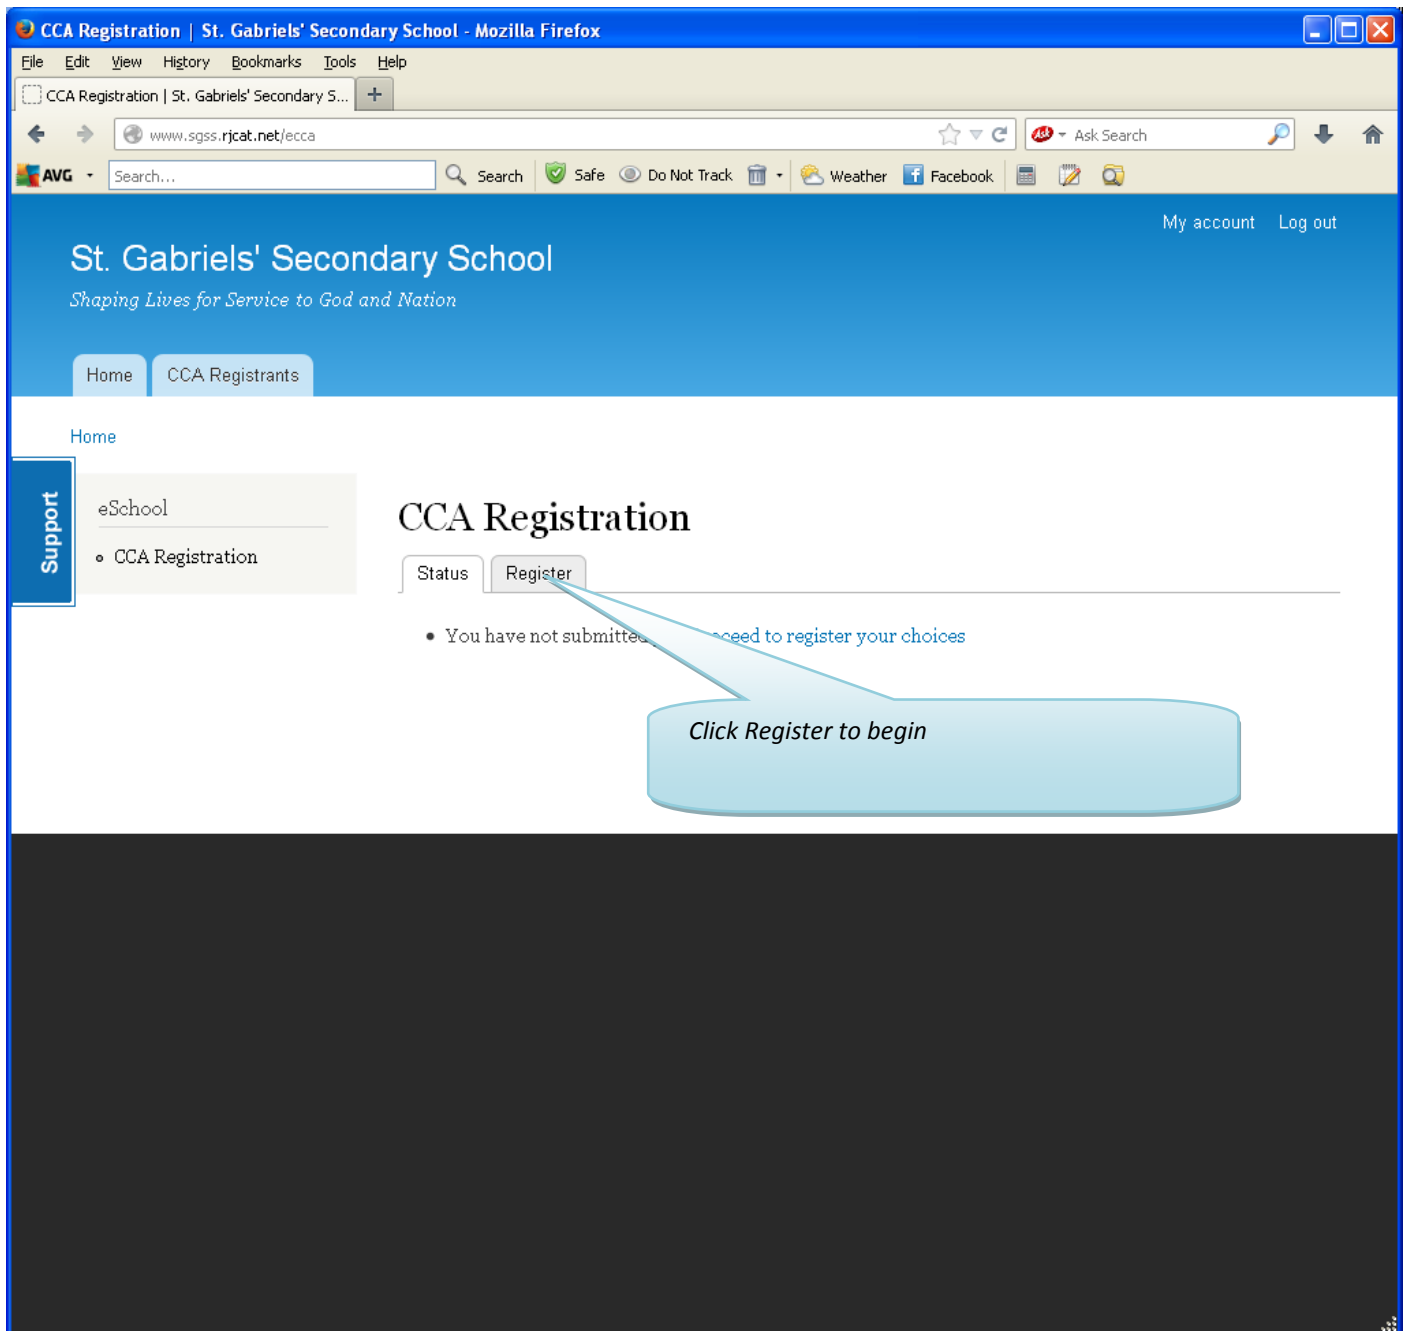 CCA Registration | St. Gabriels' Secondary School - Mozilla Firefox
File Edit View History Bookmarks Tools Help
CCA Registration | St. Gabriels' Secondary S... +
www.sgss.rjcat.net/ecca Ask Search
AVG Search... Search Safe Do Not Track Weather Facebook
My account Log out
St. Gabriels' Secondary School
Shaping Lives for Service to God and Nation
Home CCA Registrants
Home
Support
eSchool
CCA Registration
CCA Registration
Status Register
You have not submitted to register your choices
Click Register to begin